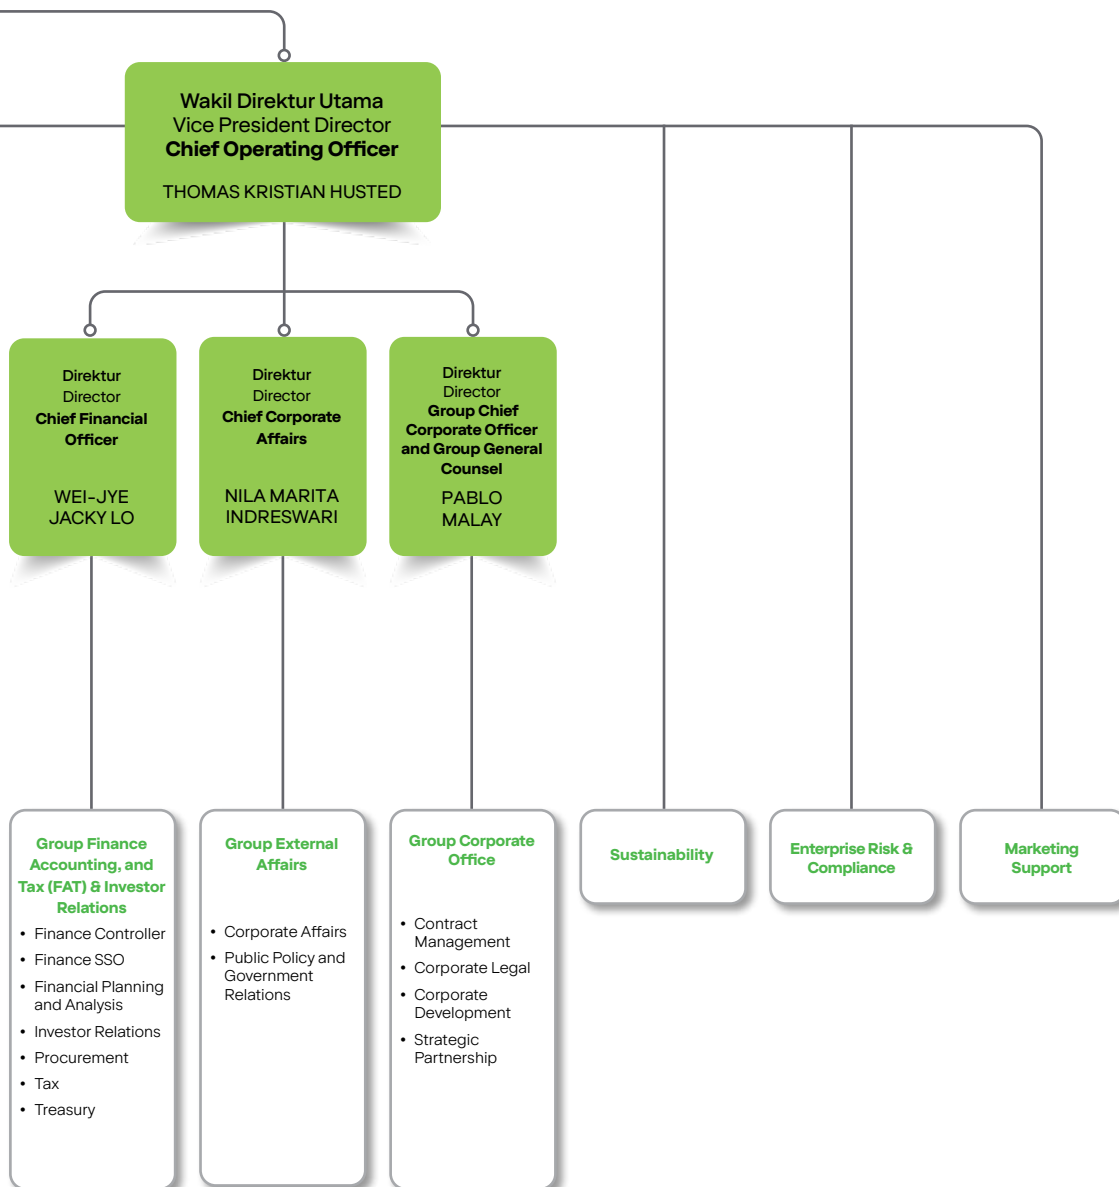 Wakil Direktur Utama
Vice President Director
Chief Operating Officer
THOMAS KRISTIAN HUSTED
Direktur
Director
Chief Financial
Officer
WEI-JYE
JACKY LO
Direktur
Director
Chief Corporate
Affairs
NILA MARITA
INDRESWARI
Direktur
Director
Group Chief
Corporate Officer
and Group General
Counsel
PABLO
MALAY
Group Finance
Accounting, and
Tax (FAT) & Investor
Relations
• Finance Controller
• Finance SSO
• Financial Planning
and Analysis
• Investor Relations
• Procurement
• Tax
• Treasury
Group External
Affairs
• Corporate Affairs
• Public Policy and
Government
Relations
Group Corporate
Office
• Contract
Management
• Corporate Legal
• Corporate
Development
• Strategic
Partnership
Sustainability
Enterprise Risk &
Compliance
Marketing
Support